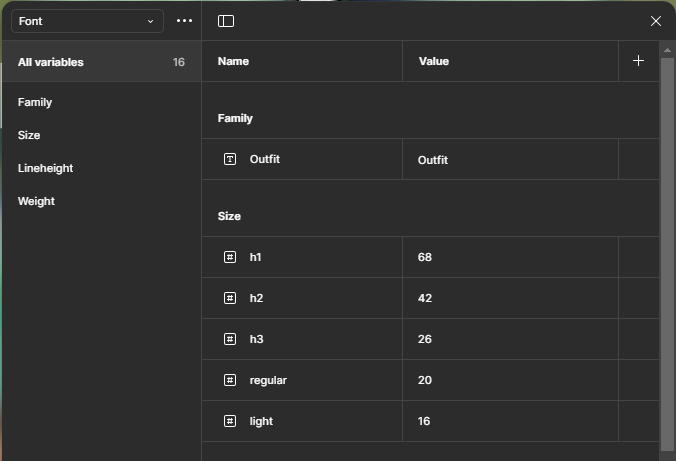 Font
All variables 16
Family
Size
Lineheight
Weight
Name Value
Family
Outfit Outfit
Size
h1 68
h2 42
h3 26
regular 20
light 16